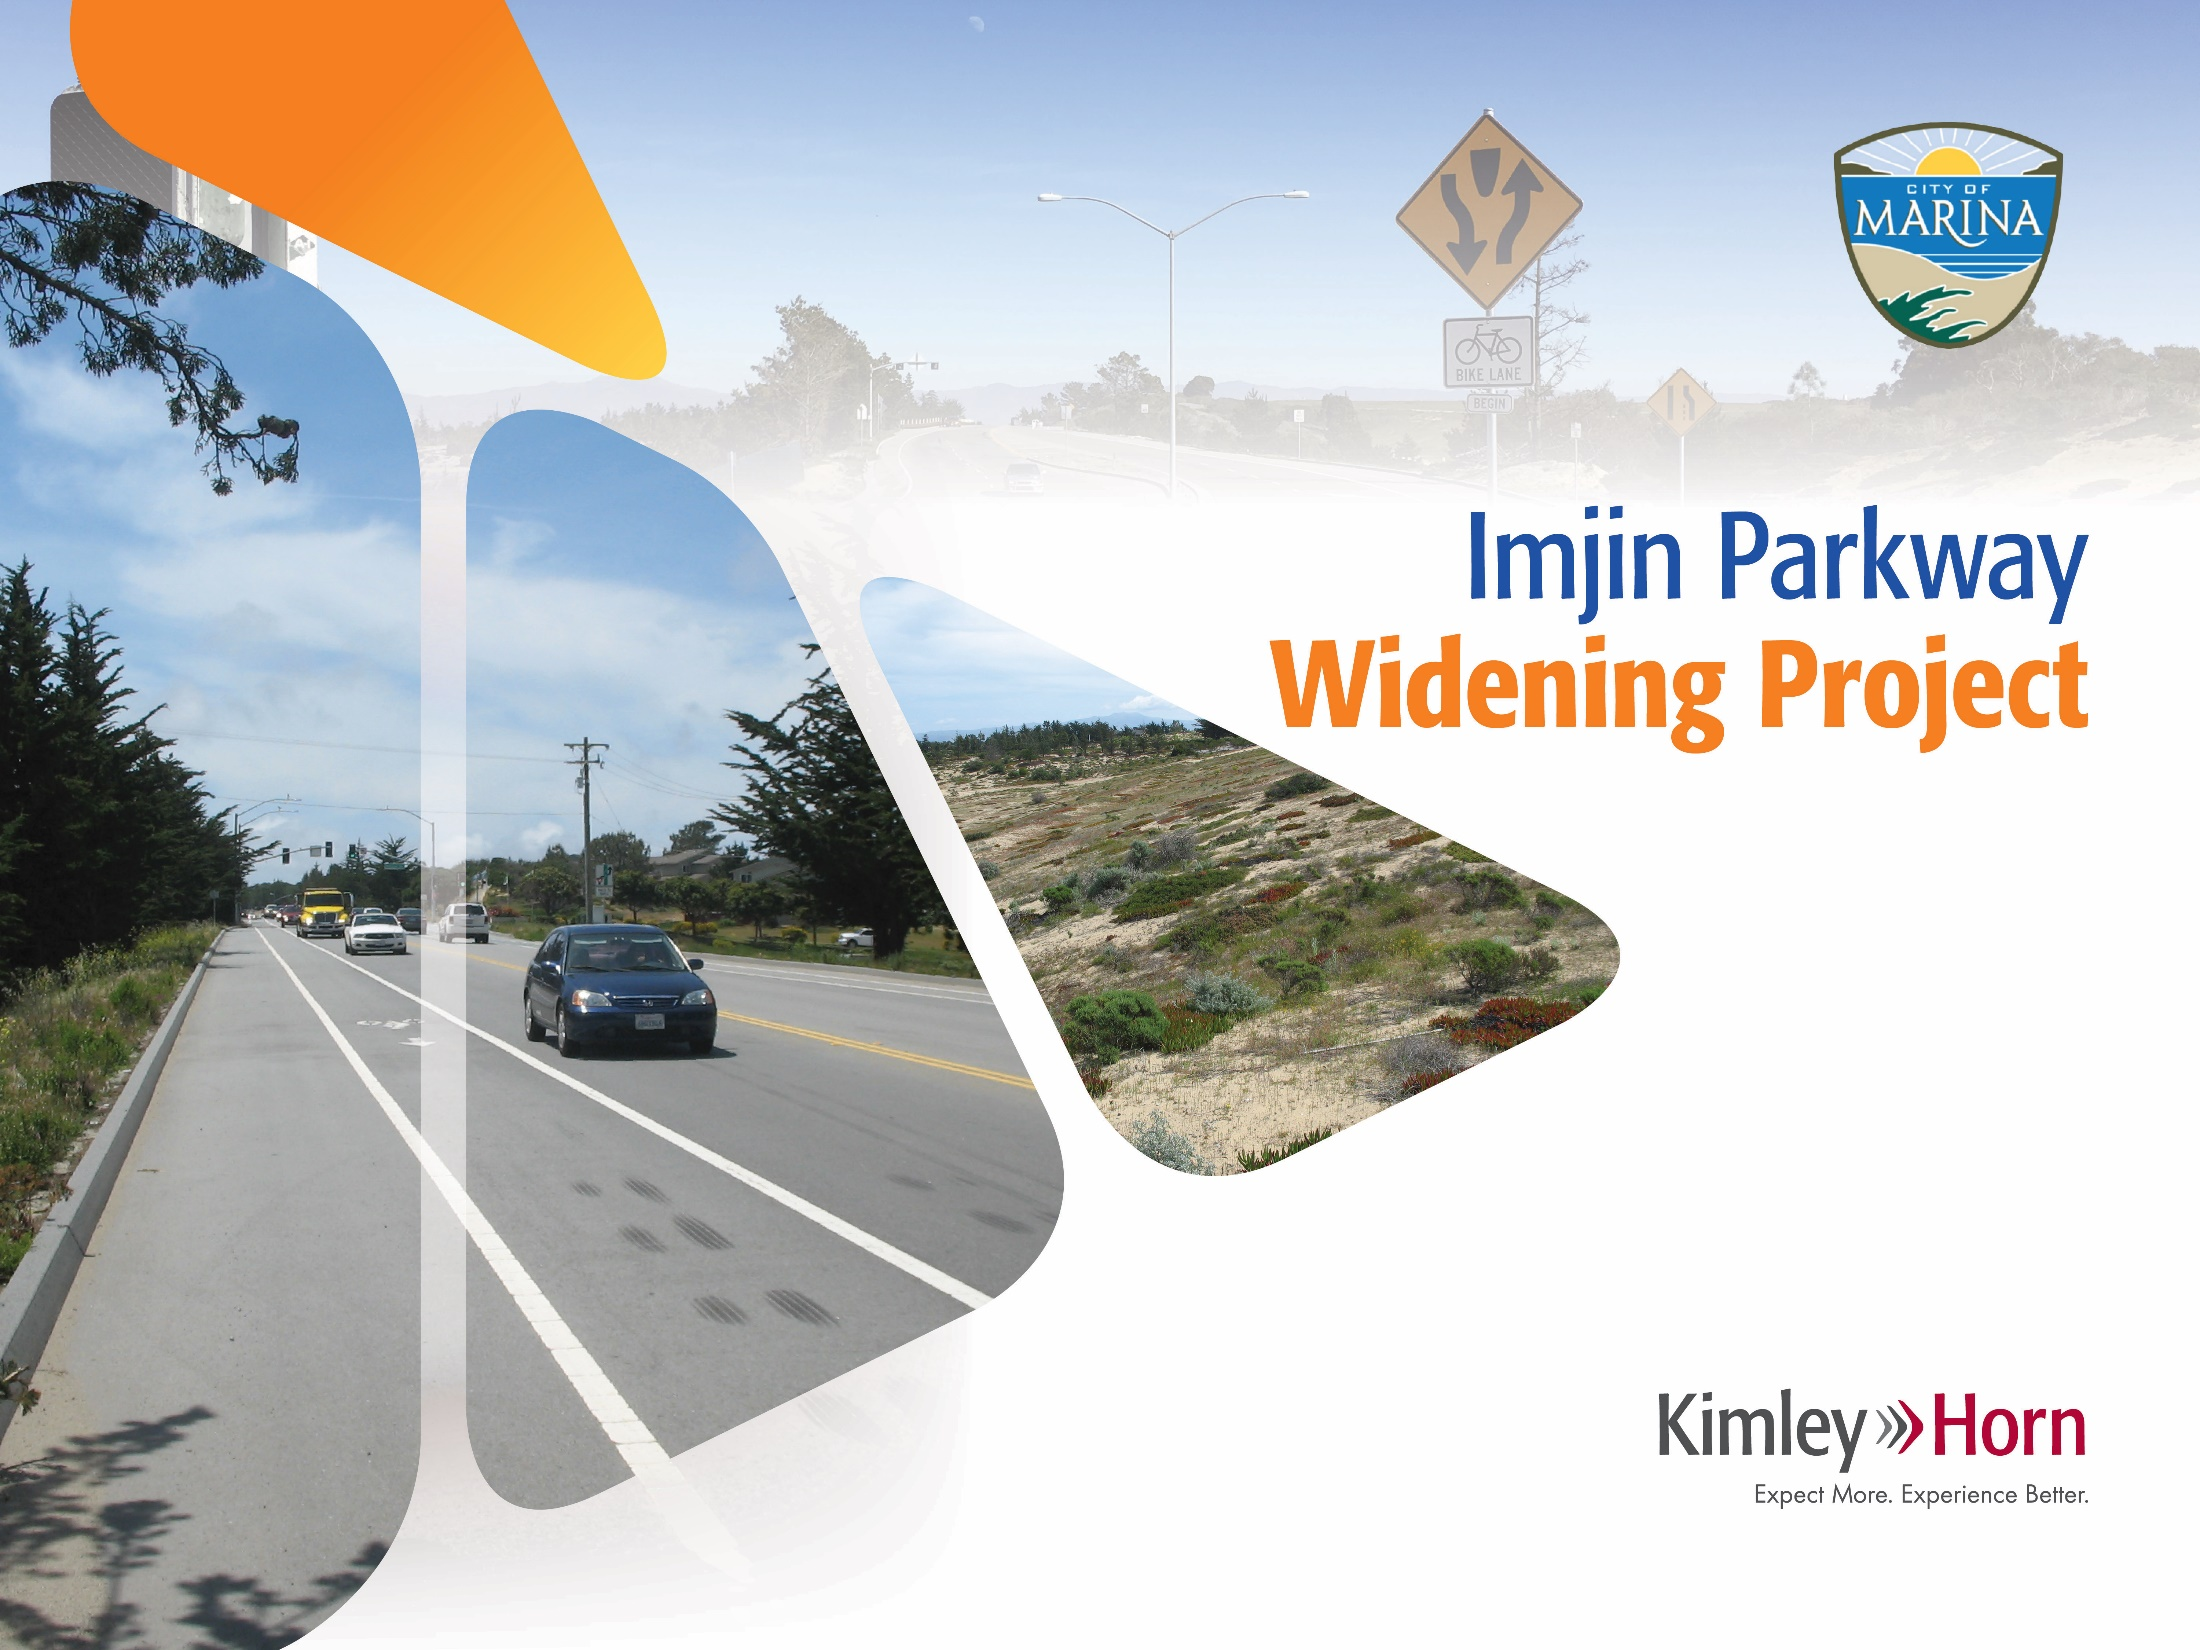 CITY OF
MARINA
BIKE LANE
BEGIN
Imjin Parkway
Widening Project
Kimley»Horn
Expect More. Experience Better.